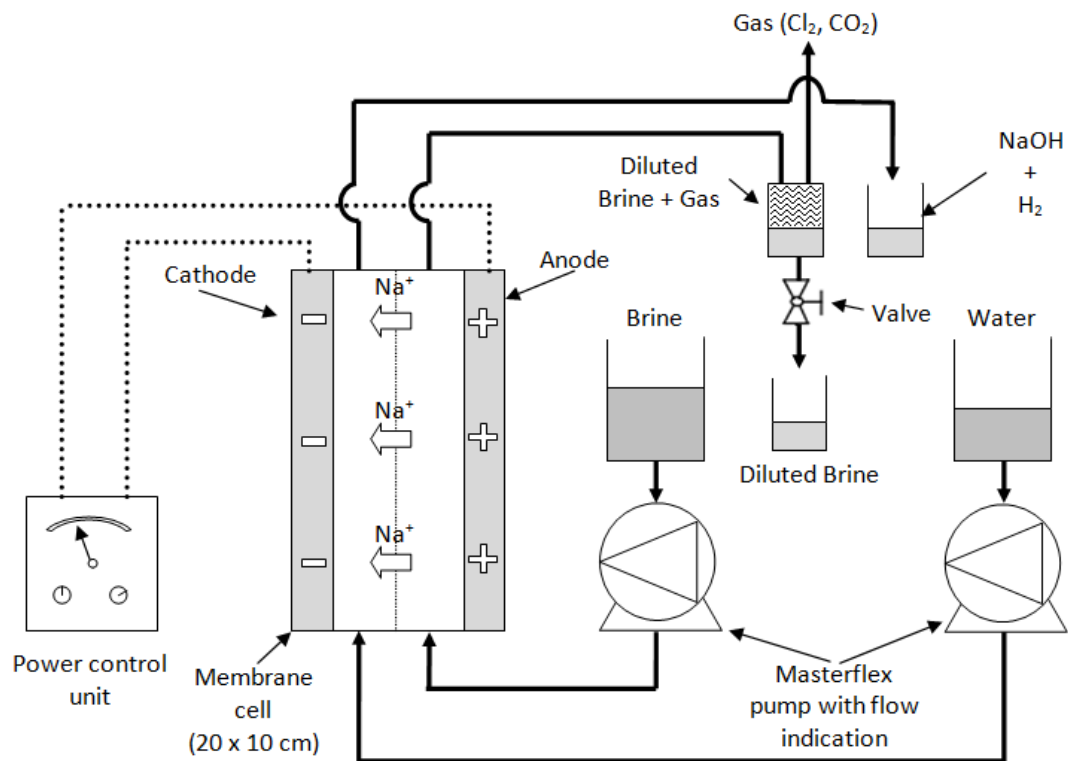 Gas (Cl₂, CO₂)
NaOH
+
H₂
Diluted
Brine + Gas
Cathode
Anode
Na⁺
Valve
Brine
Water
Na⁺
Diluted Brine
Na⁺
Power control
unit
Membrane
cell
(20 x 10 cm)
Masterflex
pump with flow
indication